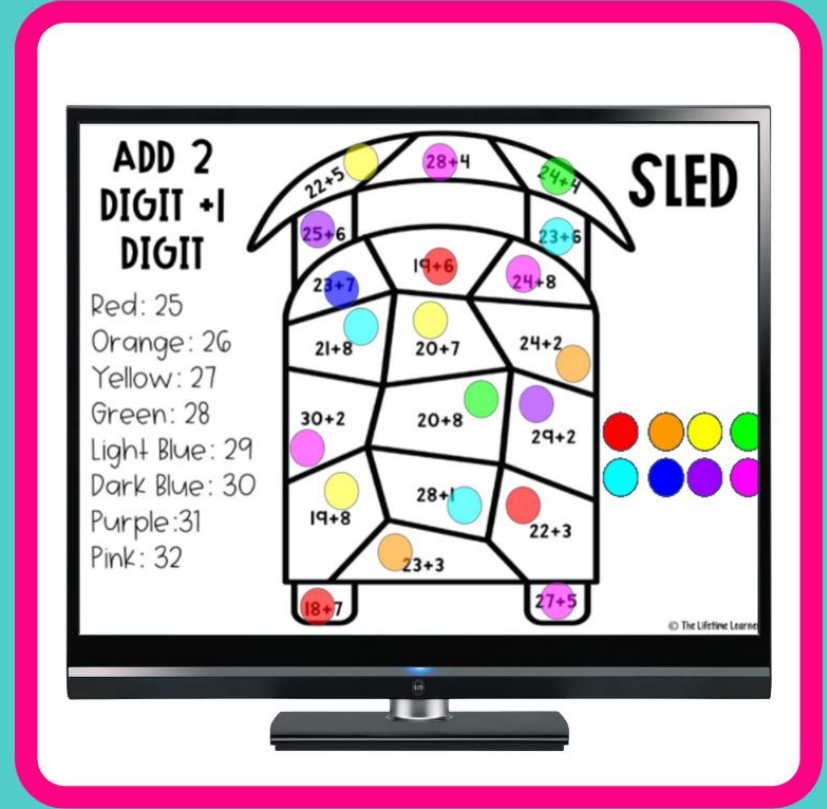 ADD 2
DIGIT +1
DIGIT
SLED
Red: 25
Orange: 26
Yellow: 27
Green: 28
Light Blue: 29
Dark Blue: 30
Purple:31
Pink: 32
22+5
28+4
24+4
25+6
23+6
23+7
19+6
24+8
21+8
20+7
24+2
30+2
20+8
29+2
19+8
28+1
22+3
23+3
18+7
27+5
© The Lifetime Learne